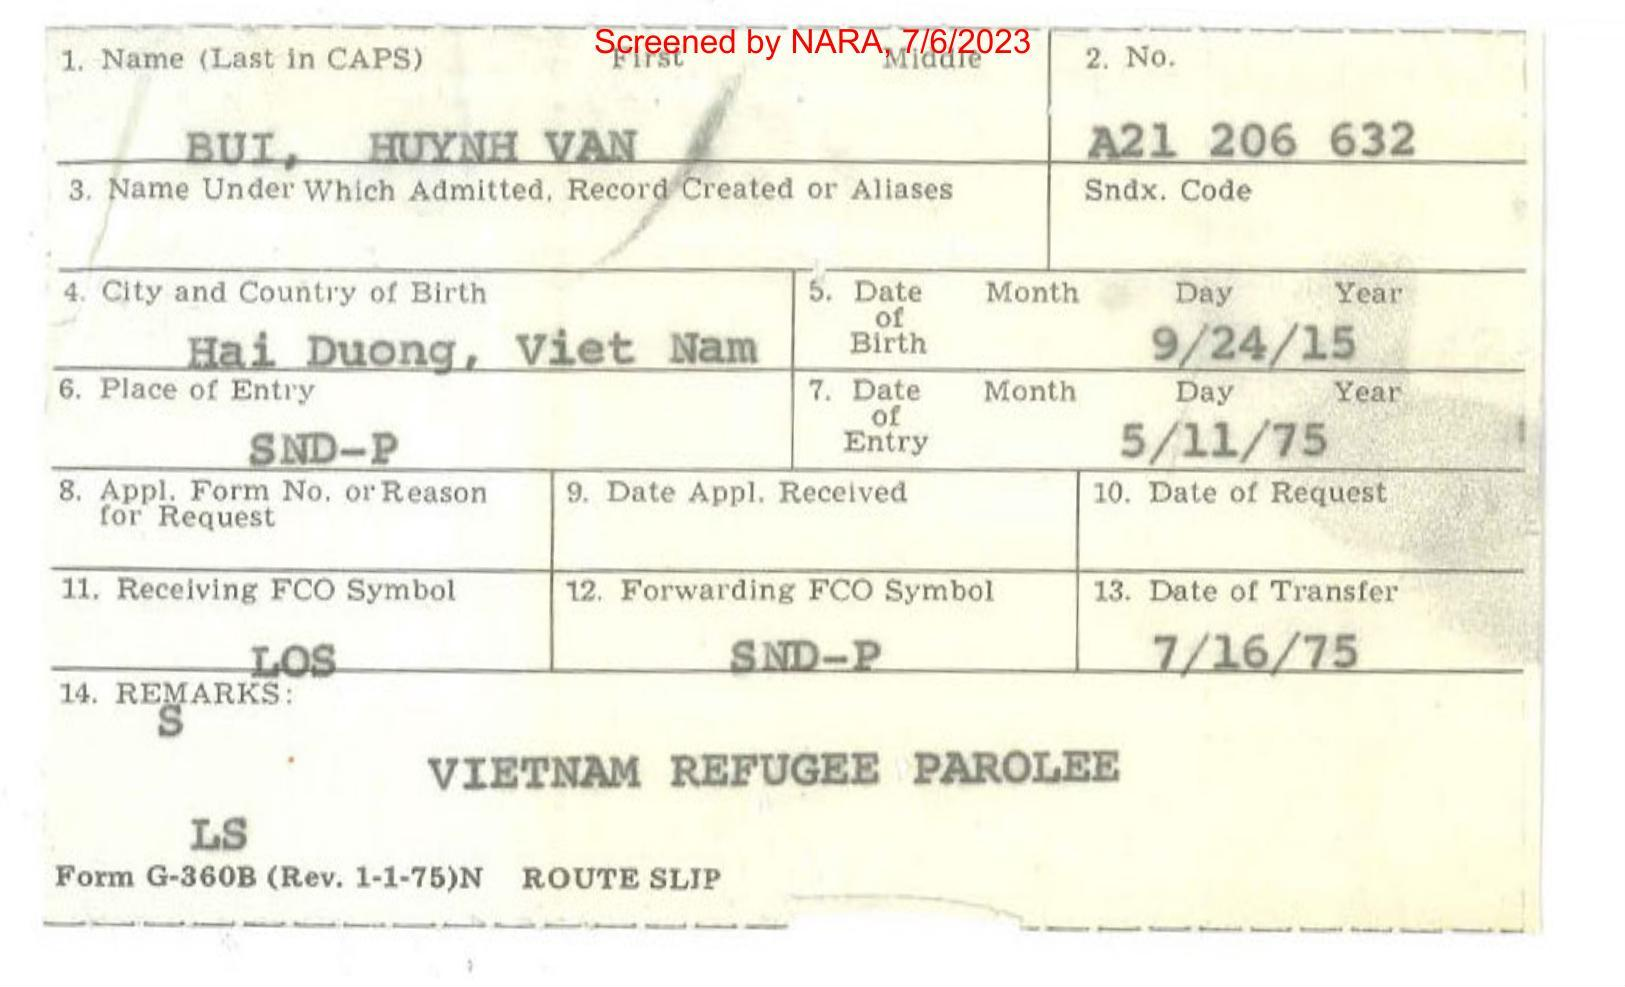 Screened by NARA, 7/6/2023
1. Name (Last in CAPS) First Middle 2. No.
BUI, HUYNH VAN A21 206 632
3. Name Under Which Admitted, Record Created or Aliases Sndx. Code
4. City and Country of Birth 5. Date of Birth Month Day Year
Hai Duong, Viet Nam 9/24/15
6. Place of Entry 7. Date of Entry Month Day Year
SND-P 5/11/75
8. Appl. Form No. or Reason for Request 9. Date Appl. Received 10. Date of Request
11. Receiving FCO Symbol 12. Forwarding FCO Symbol 13. Date of Transfer
LOS SND-P 7/16/75
14. REMARKS:
S
VIETNAM REFUGEE PAROLEE
LS
Form G-360B (Rev. 1-1-75)N ROUTE SLIP